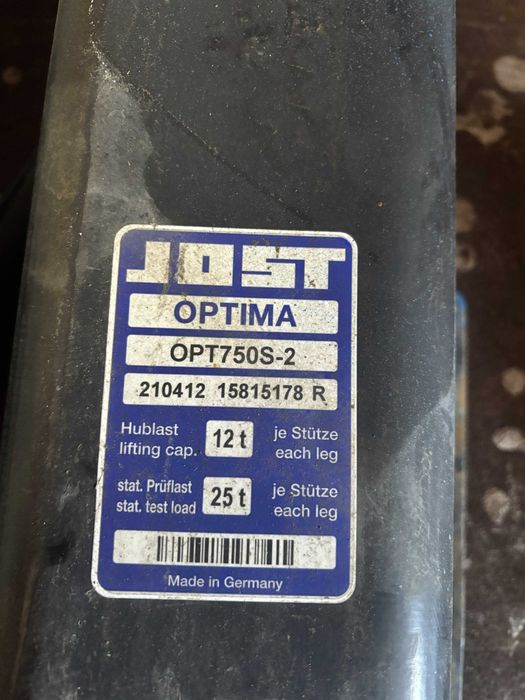 JOST
OPTIMA
OPT750S-2
210412 15815178 R
Hublast
lifting cap.
12 t
je Stütze
each leg
stat. Prüflast
stat. test load
25 t
je Stütze
each leg
Made in Germany